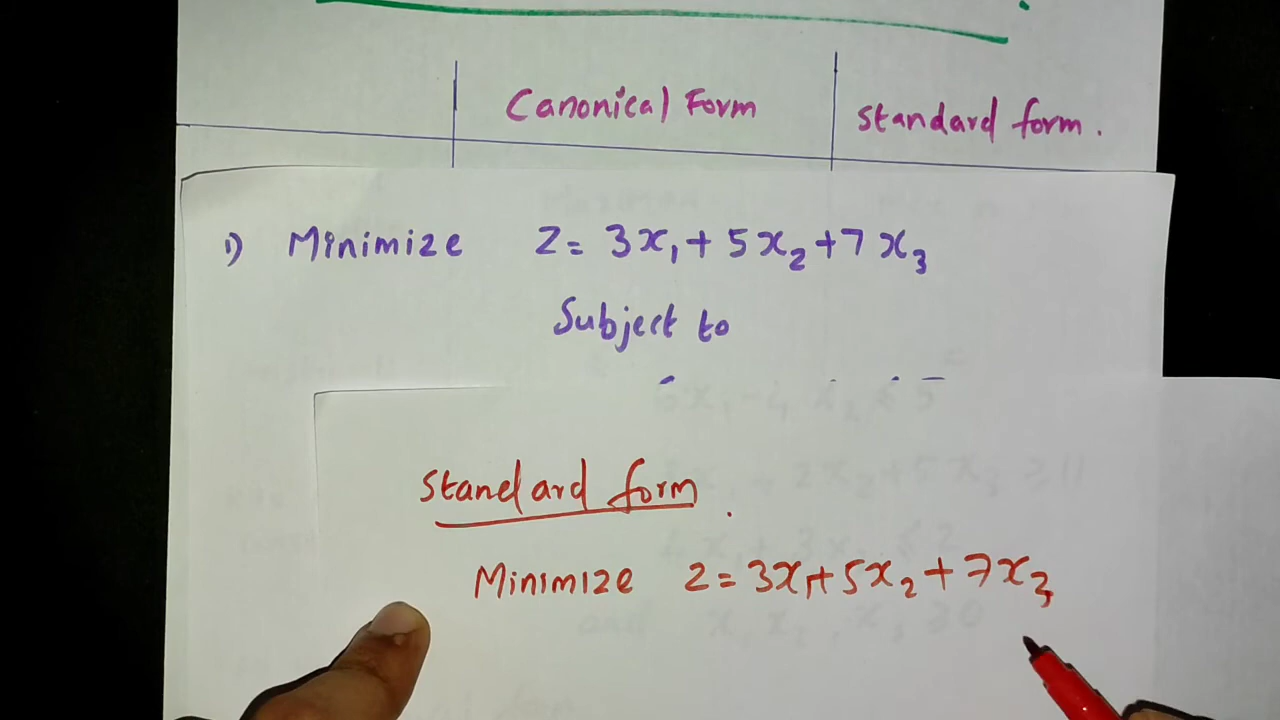 Canonical Form
standard form.
1) Minimize Z = 3x₁ + 5x₂ + 7x₃
Subject to
standard form.
Minimize Z = 3x₁ + 5x₂ + 7x₃